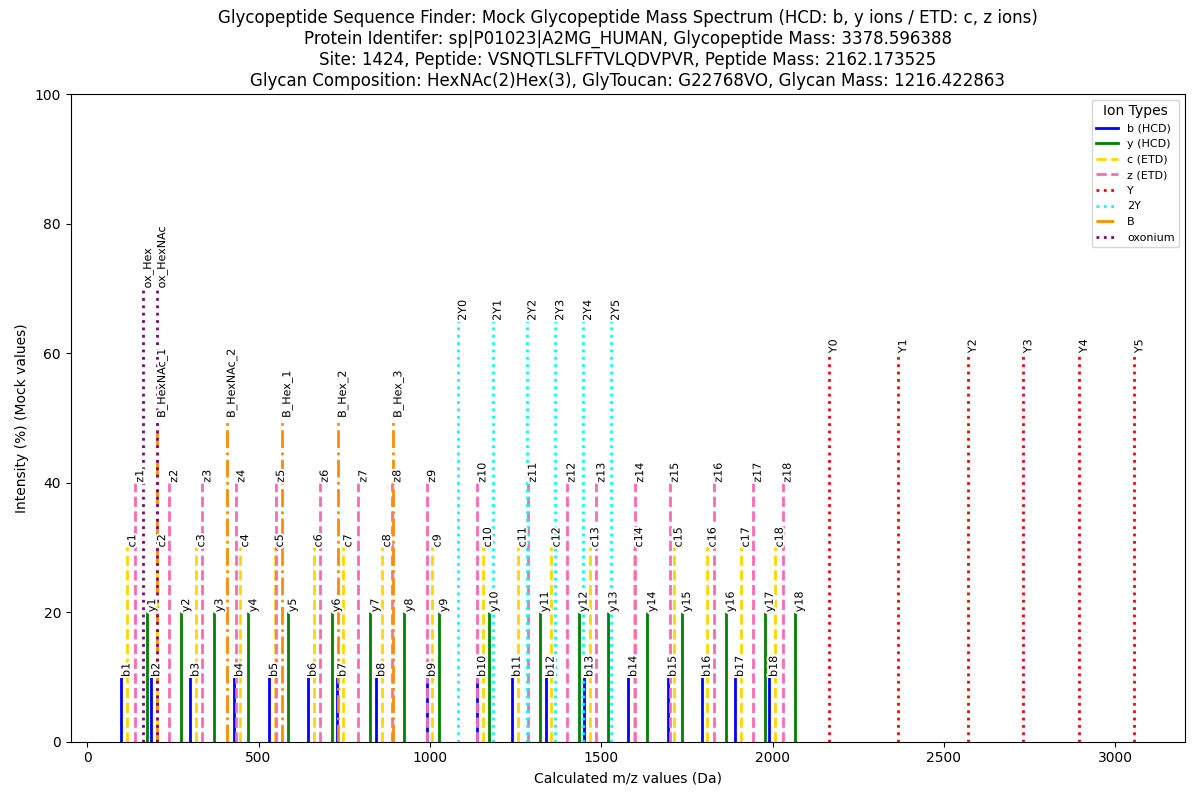 Glycopeptide Sequence Finder: Mock Glycopeptide Mass Spectrum (HCD: b, y ions / ETD: c, z ions)
Protein Identifer: sp|P01023|A2MG_HUMAN, Glycopeptide Mass: 3378.596388
Site: 1424, Peptide: VSNQTLSLFFTVLQDVPVR, Peptide Mass: 2162.173525
Glycan Composition: HexNAc(2)Hex(3), GlyToucan: G22768VO, Glycan Mass: 1216.422863
Intensity (%) (Mock values)
100
80
60
40
20
0
Ion Types
b (HCD)
y (HCD)
c (ETD)
z (ETD)
Y
2Y
B
oxonium
ox_Hex
ox_HexNAc
B_HexNAc_1
B_HexNAc_2
B_Hex_1
B_Hex_2
B_Hex_3
2Y0
2Y1
2Y2
2Y3
2Y4
2Y5
Y0
Y1
Y2
Y3
Y4
Y5
z1
z2
z3
z4
z5
z6
z7
z8
z9
z10
z11
z12
z13
z14
z15
z16
z17
z18
c1
c2
c3
c4
c5
c6
c7
c8
c9
c10
c11
c12
c13
c14
c15
c16
c17
c18
y1
y2
y3
y4
y5
y6
y7
y8
y9
y10
y11
y12
y13
y14
y15
y16
y17
y18
b1
b2
b3
b4
b5
b6
b7
b8
b9
b10
b11
b12
b13
b14
b15
b16
b17
b18
0
500
1000
1500
2000
2500
3000
Calculated m/z values (Da)